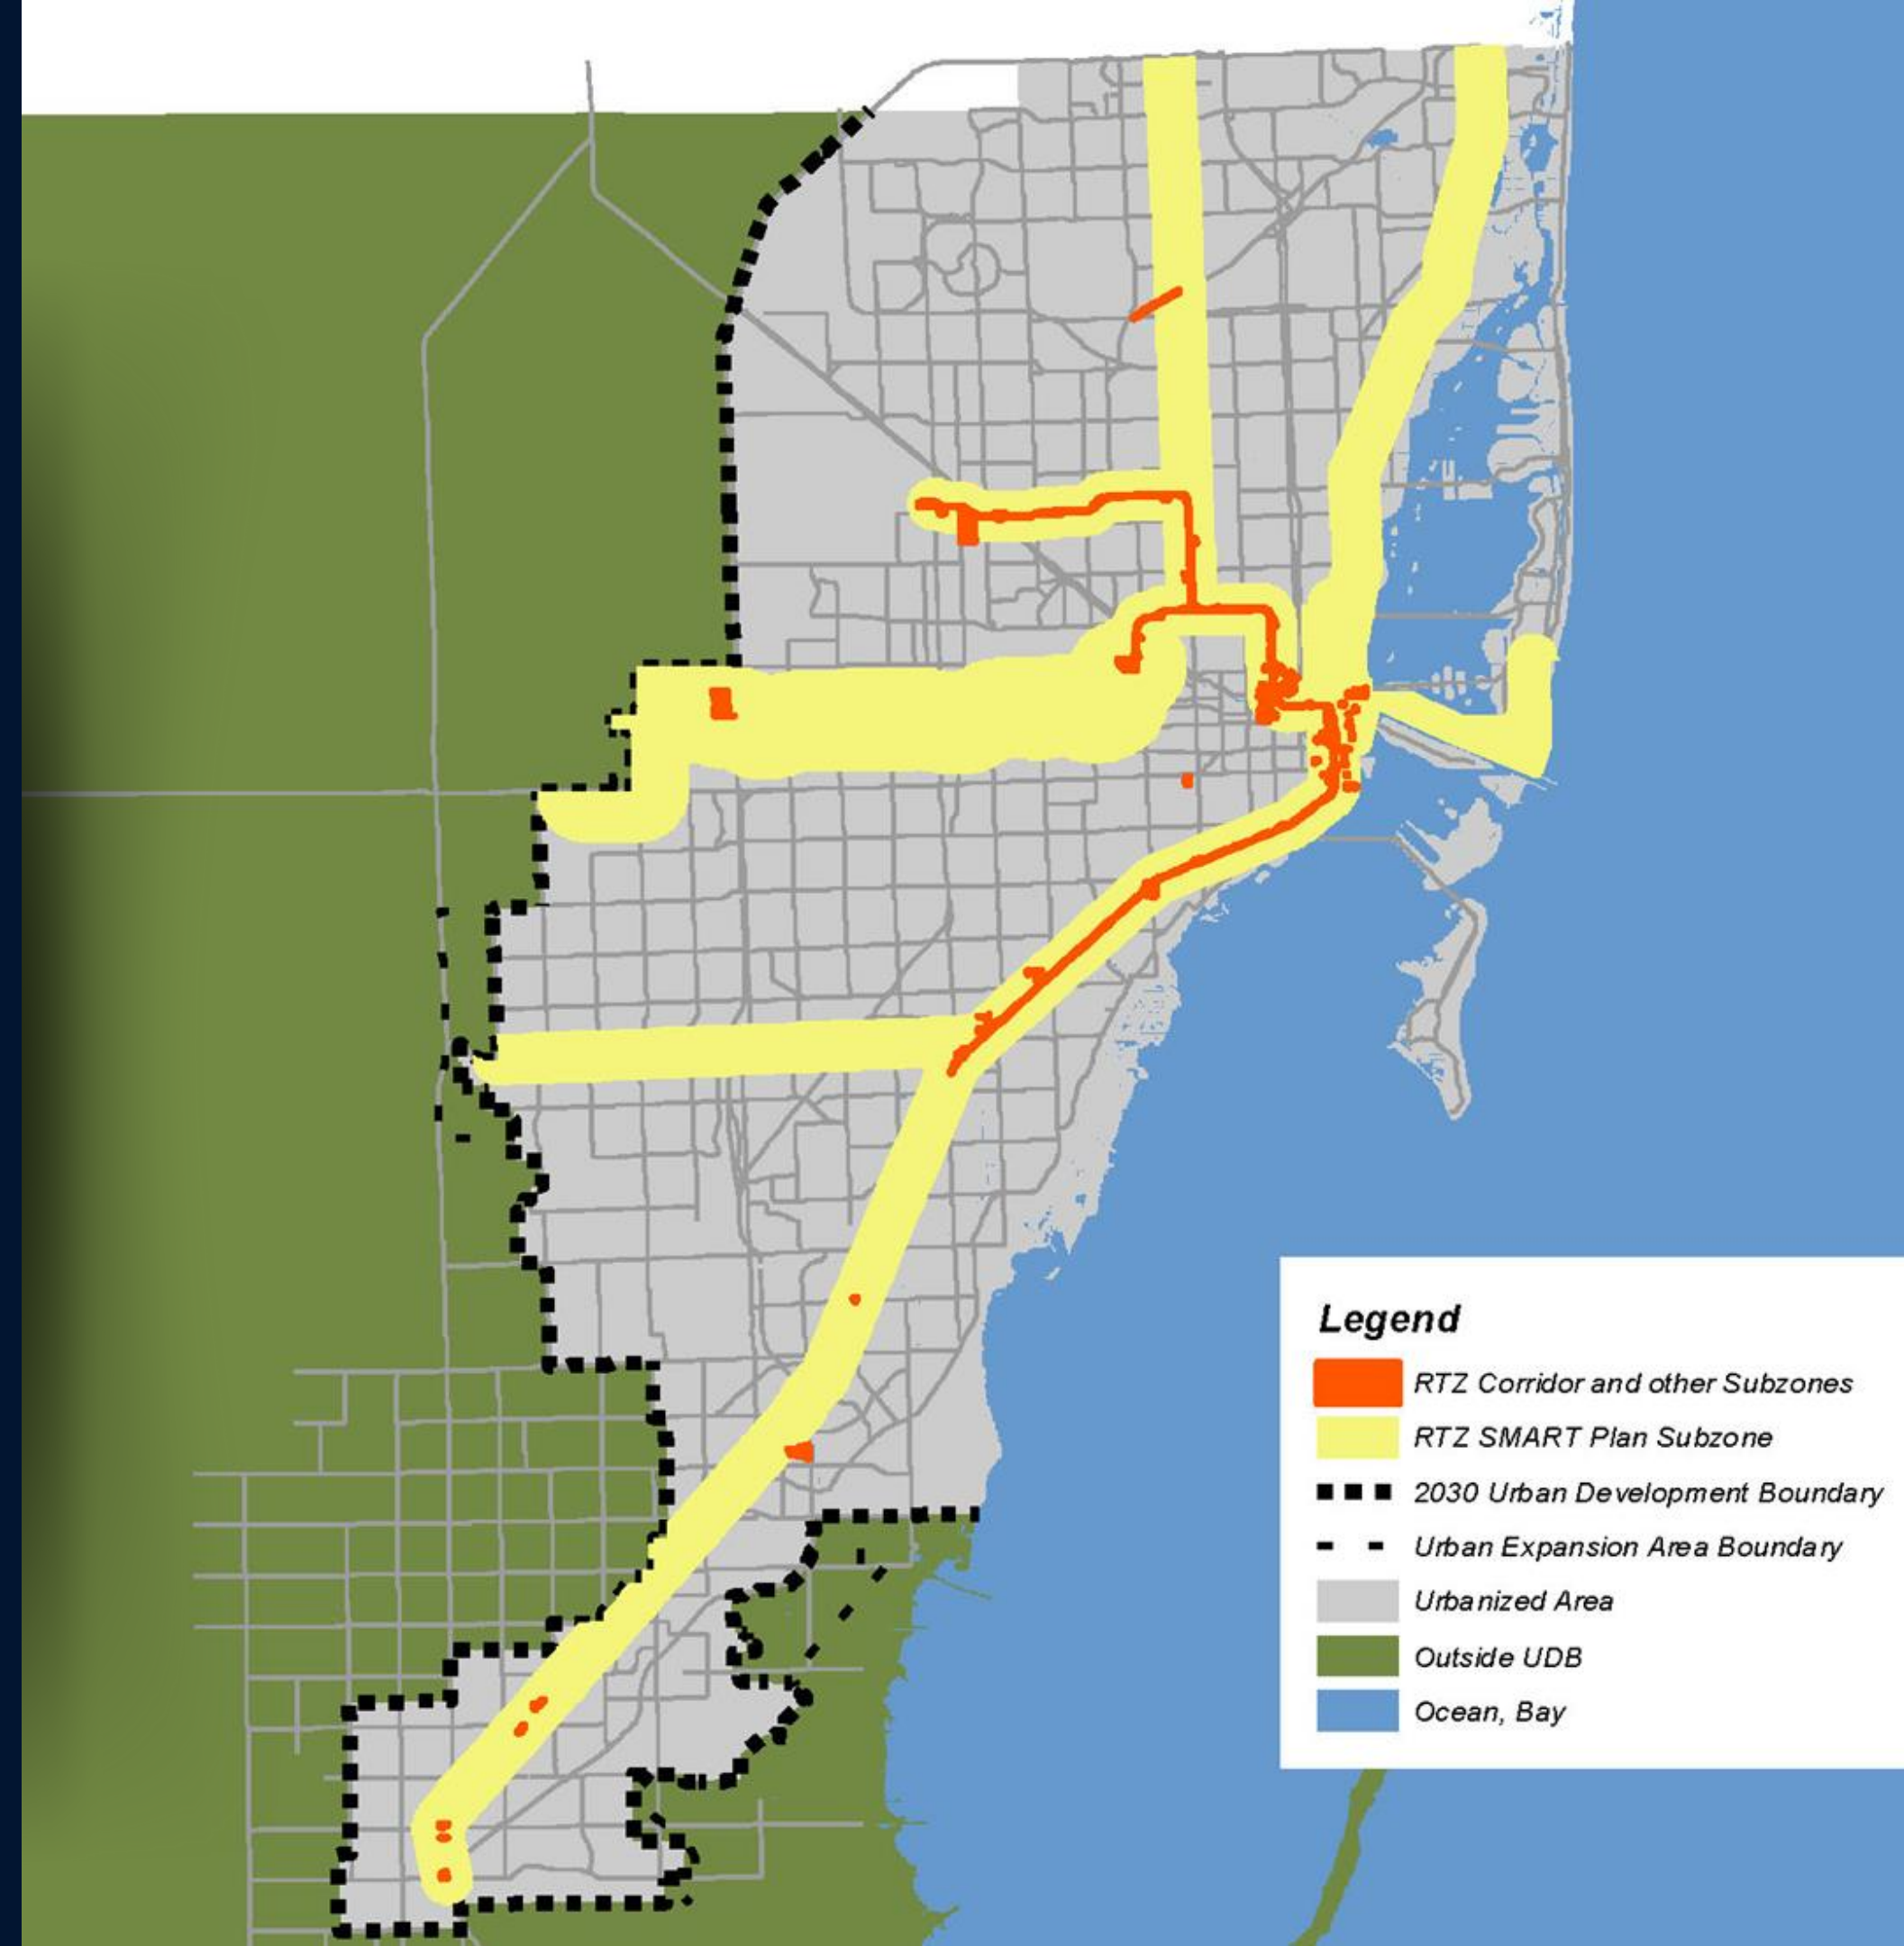 Legend
RTZ Corridor and other Subzones
RTZ SMART Plan Subzone
2030 Urban Development Boundary
Urban Expansion Area Boundary
Urbanized Area
Outside UDB
Ocean, Bay